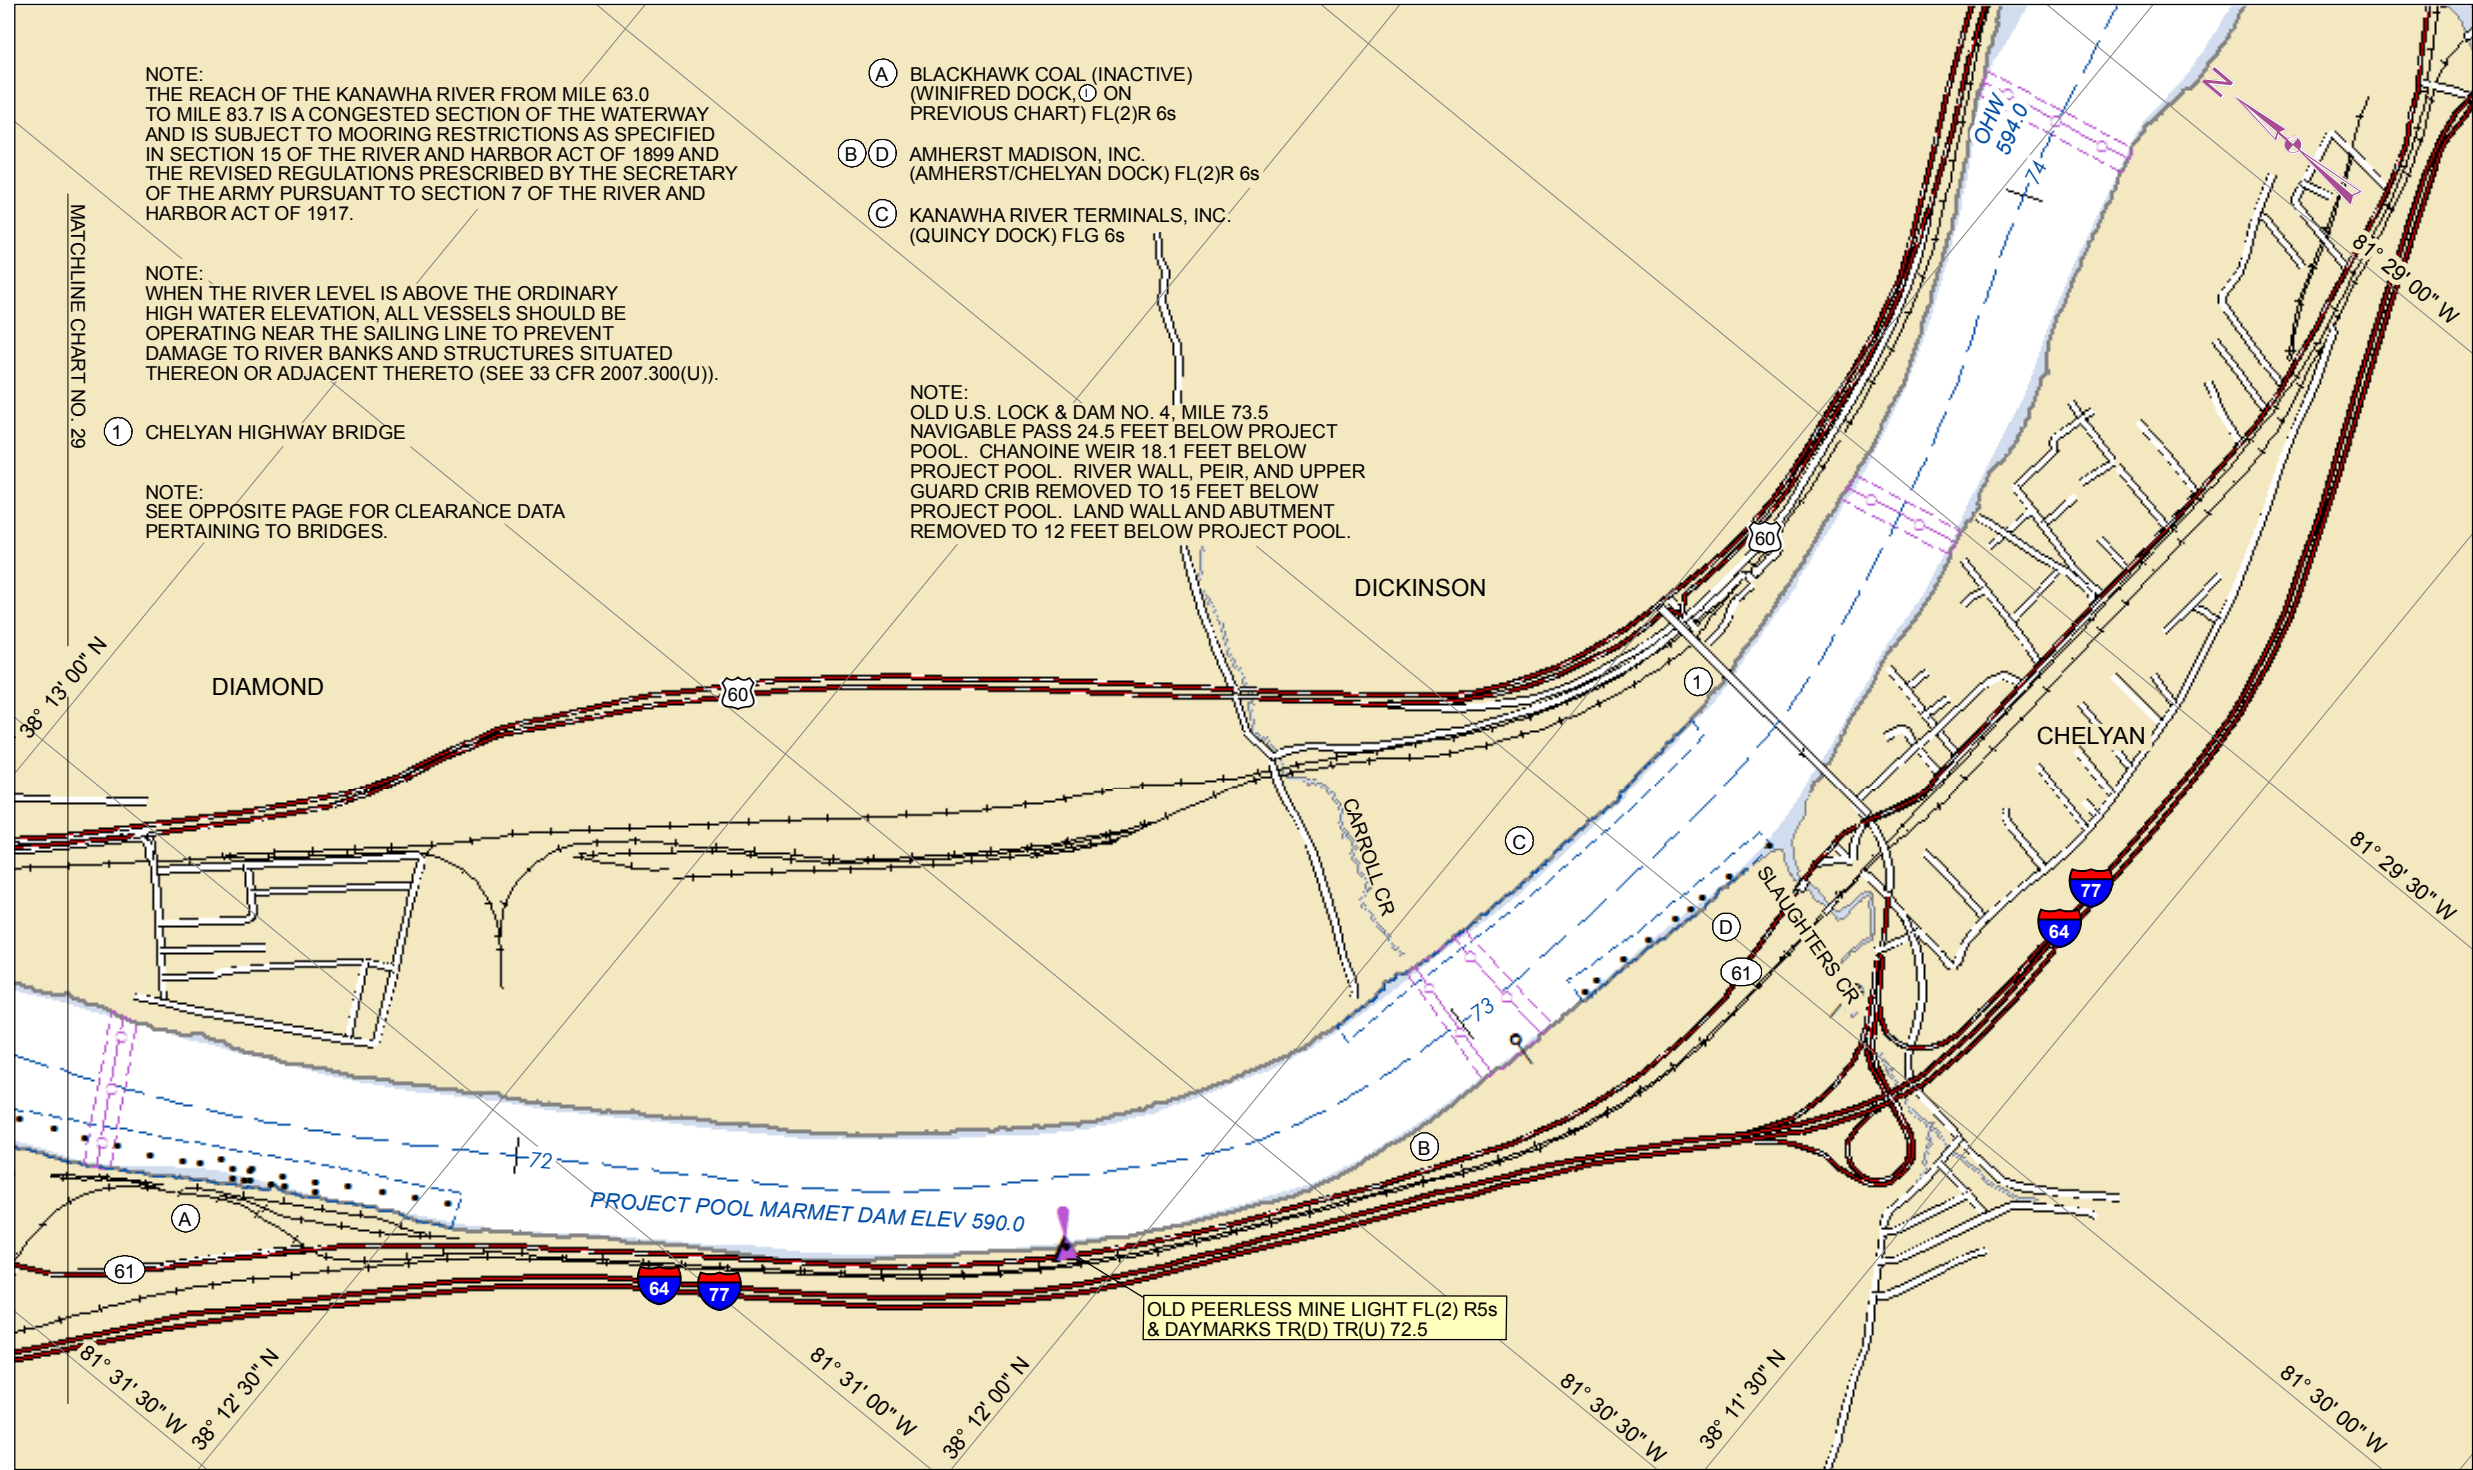 NOTE:
THE REACH OF THE KANAWHA RIVER FROM MILE 63.0
TO MILE 83.7 IS A CONGESTED SECTION OF THE WATERWAY
AND IS SUBJECT TO MOORING RESTRICTIONS AS SPECIFIED
IN SECTION 15 OF THE RIVER AND HARBOR ACT OF 1899 AND
THE REVISED REGULATIONS PRESCRIBED BY THE SECRETARY
OF THE ARMY PURSUANT TO SECTION 7 OF THE RIVER AND
HARBOR ACT OF 1917.
NOTE:
WHEN THE RIVER LEVEL IS ABOVE THE ORDINARY
HIGH WATER ELEVATION, ALL VESSELS SHOULD BE
OPERATING NEAR THE SAILING LINE TO PREVENT
DAMAGE TO RIVER BANKS AND STRUCTURES SITUATED
THEREON OR ADJACENT THERETO (SEE 33 CFR 2007.300(U)).
1 CHELYAN HIGHWAY BRIDGE
NOTE:
SEE OPPOSITE PAGE FOR CLEARANCE DATA
PERTAINING TO BRIDGES.
MATCHLINE CHART NO. 29
A BLACKHAWK COAL (INACTIVE)
(WINIFRED DOCK, I ON
PREVIOUS CHART) FL(2)R 6s
B D AMHERST MADISON, INC.
(AMHERST/CHELYAN DOCK) FL(2)R 6s
C KANAWHA RIVER TERMINALS, INC.
(QUINCY DOCK) FLG 6s
NOTE:
OLD U.S. LOCK & DAM NO. 4, MILE 73.5
NAVIGABLE PASS 24.5 FEET BELOW PROJECT
POOL. CHANOINE WEIR 18.1 FEET BELOW
PROJECT POOL. RIVER WALL, PEIR, AND UPPER
GUARD CRIB REMOVED TO 15 FEET BELOW
PROJECT POOL. LAND WALL AND ABUTMENT
REMOVED TO 12 FEET BELOW PROJECT POOL.
OHW
594.0
74
N
81° 29' 00" W
60
DICKINSON
38° 13' 00" N
DIAMOND
60
1
CHELYAN
C
CARROLL CR
SLAUGHTERS CR
D
61
77
64
81° 29' 30" W
73
B
72
PROJECT POOL MARMET DAM ELEV 590.0
A
61
64
77
OLD PEERLESS MINE LIGHT FL(2) R5s
& DAYMARKS TR(D) TR(U) 72.5
81° 31' 30" W
38° 12' 30" N
81° 31' 00" W
38° 12' 00" N
81° 30' 30" W
38° 11' 30" N
81° 30' 00" W